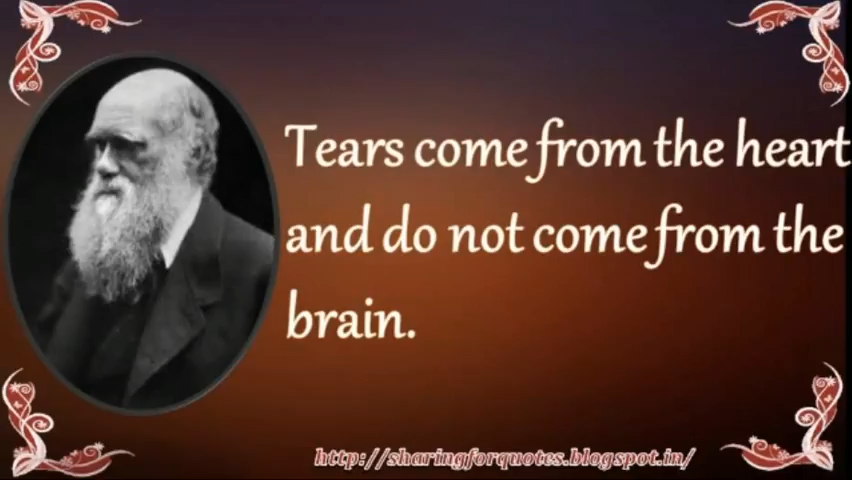 Tears come from the heart
and do not come from the
brain.
http://sharingforquotes.blogspot.in/